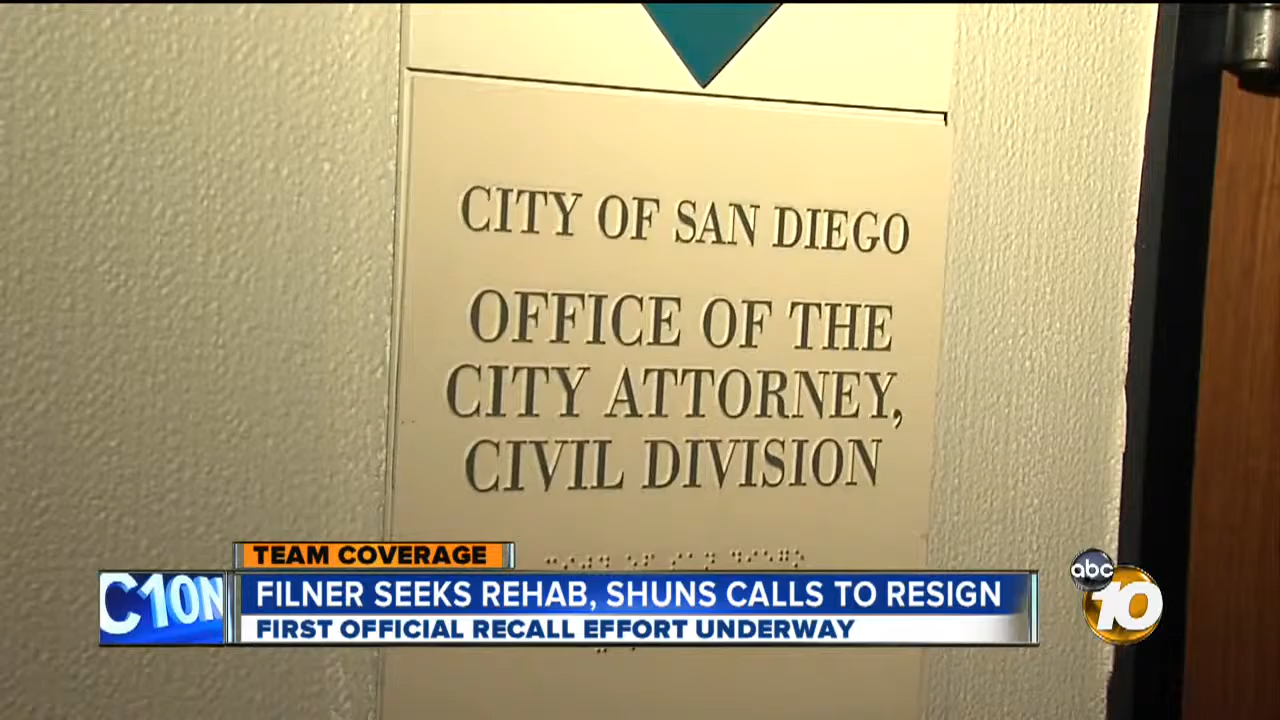 CITY OF SAN DIEGO
OFFICE OF THE
CITY ATTORNEY,
CIVIL DIVISION
TEAM COVERAGE
C10N
FILNER SEEKS REHAB, SHUNS CALLS TO RESIGN
FIRST OFFICIAL RECALL EFFORT UNDERWAY
abc
10